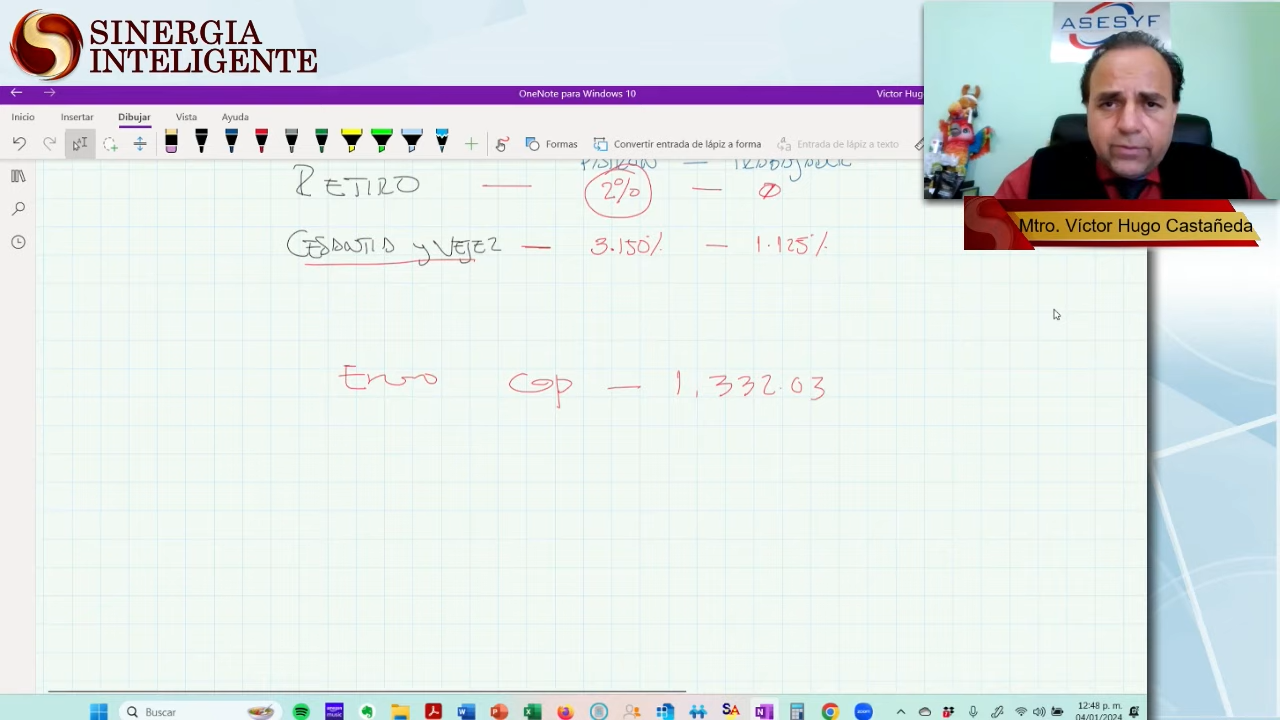 SINERGIA
INTELIGENTE
ASESYF
OneNote para Windows 10
Victor Hug
Inicio
Insertar
Dibujar
Vista
Ayuda
Formas
Convertir entrada de lápiz a forma
Entrada de lápiz a texto
PATRON — TRABAJADOR
RETIRO — 2% — 0
CESANTIA y VEJEZ — 3.150% — 1.125%
Mtro. Víctor Hugo Castañeda
Enero Cop — 1,332.03
Buscar
12:48 p. m.
04/01/2024